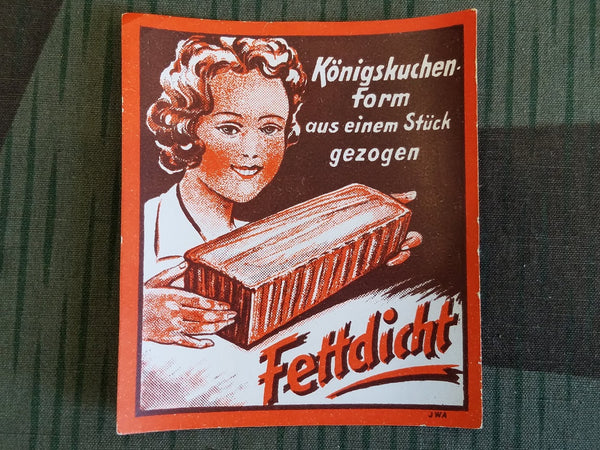 Königskuchen-
form
aus einem Stück
gezogen
Fettdicht
JWA